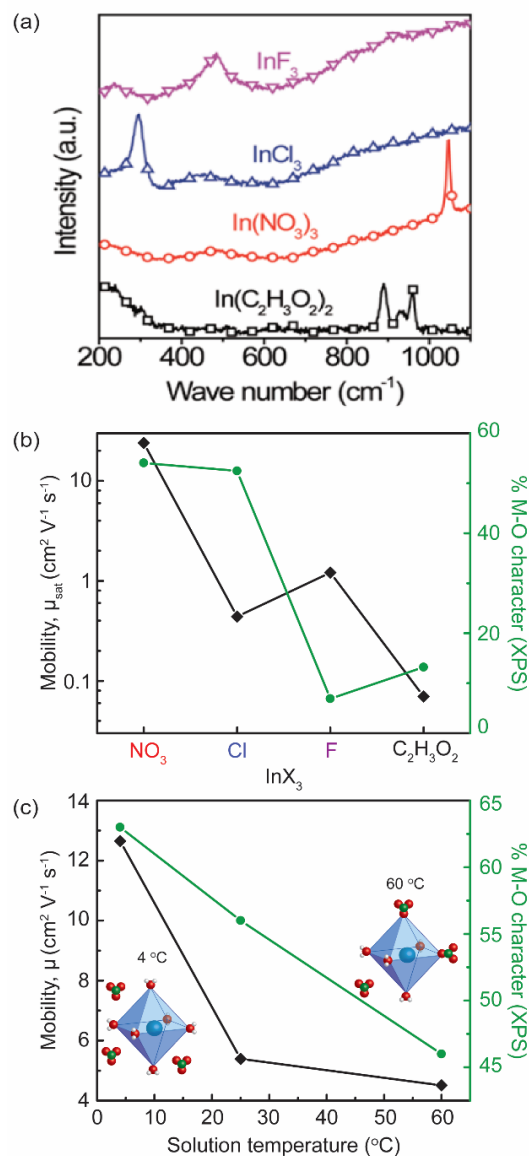 (a)
InF3
InCl3
In(NO3)3
In(C2H3O2)2
Intensity (a.u.)
200 400 600 800 1000
Wave number (cm-1)
(b)
10
1
0.1
Mobility, μsat (cm2 V-1 s-1)
60
40
20
0
% M-O character (XPS)
NO3 Cl F C2H3O2
InX3
(c)
14
12
10
8
6
4
Mobility, μ (cm2 V-1 s-1)
4 °C
60 °C
65
60
55
50
45
% M-O character (XPS)
0 10 20 30 40 50 60
Solution temperature (°C)